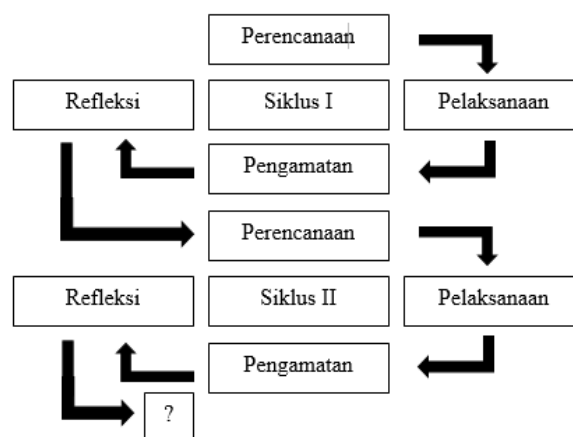 Perencanaan
Refleksi
Siklus I
Pelaksanaan
Pengamatan
Perencanaan
Refleksi
Siklus II
Pelaksanaan
Pengamatan
?